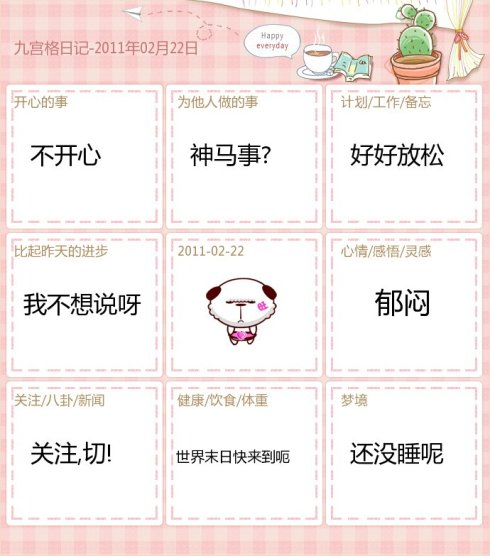 Happy
everyday
九宫格日记-2011年02月22日
开心的事
不开心
为他人做的事
神马事?
计划/工作/备忘
好好放松
比起昨天的进步
我不想说呀
2011-02-22
心情/感悟/灵感
郁闷
关注/八卦/新闻
关注,切!
健康/饮食/体重
世界末日快来到呃
梦境
还没睡呢